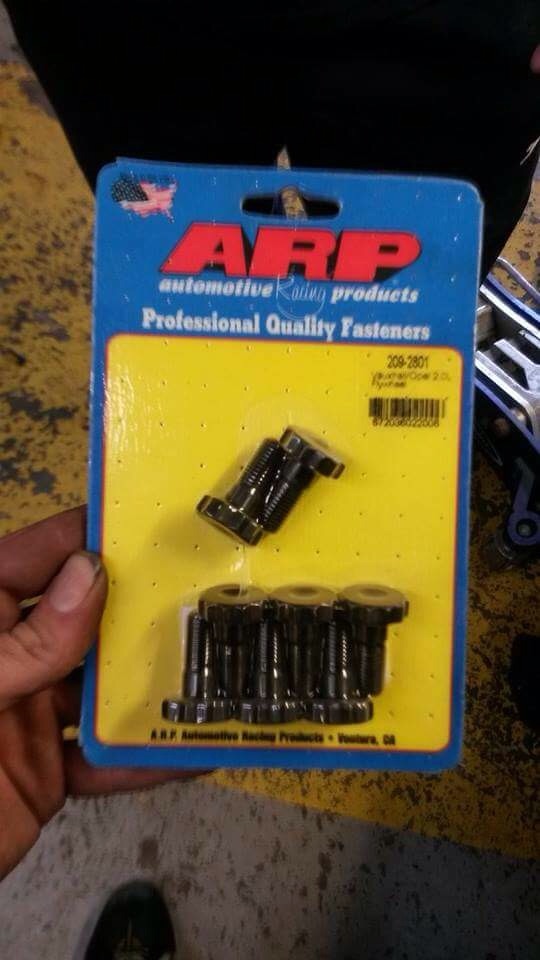 ARP
automotive Racing products
Professional Quality Fasteners
209-2801
Vauxhall/Opel 2.0L
Flywheel
672036022006
A.R.P. Automotive Racing Products • Ventura, CA